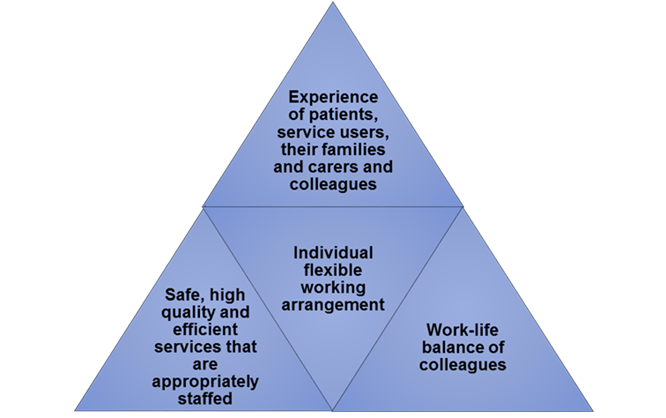 Experience
of patients,
service users,
their families
and carers and
colleagues
Individual
flexible
working
arrangement
Safe, high
quality and
efficient
services that
are
appropriately
staffed
Work-life
balance of
colleagues